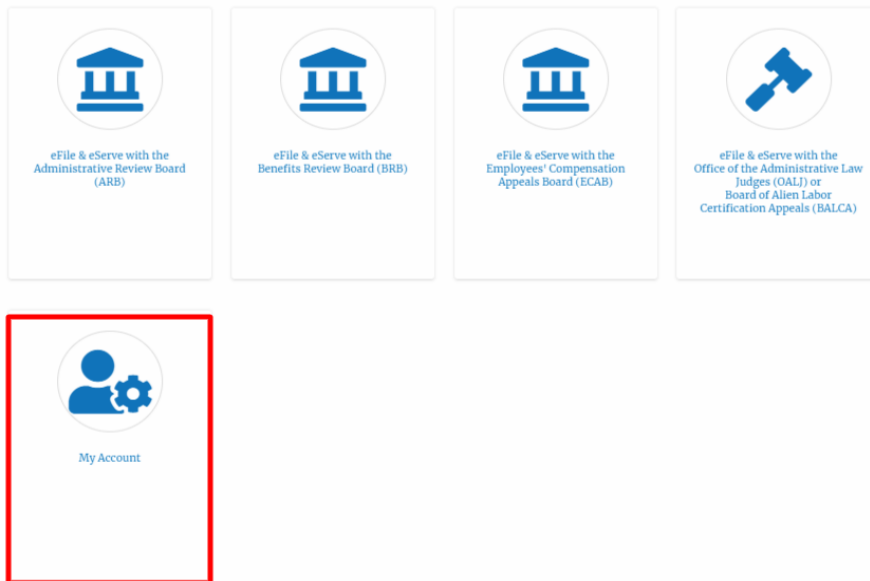 eFile & eServe with the
Administrative Review Board
(ARB)
eFile & eServe with the
Benefits Review Board (BRB)
eFile & eServe with the
Employees' Compensation
Appeals Board (ECAB)
eFile & eServe with the
Office of the Administrative Law
Judges (OALJ) or
Board of Alien Labor
Certification Appeals (BALCA)
My Account